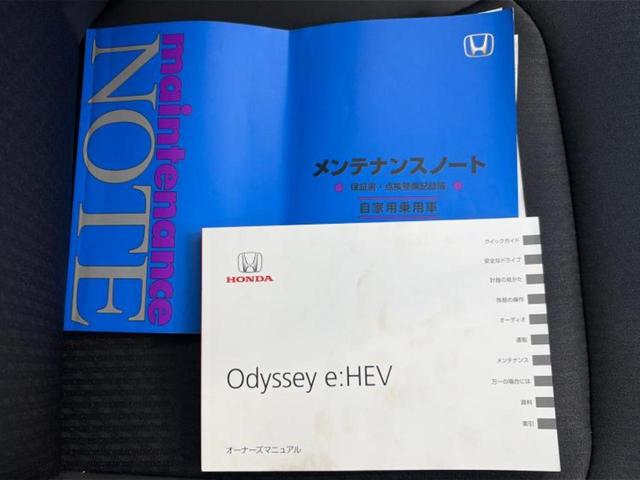 maintenance
NOTE
メンテナンスノート
保証書・点検整備記録簿
自家用乗用車
HONDA
Odyssey e:HEV
オーナーズマニュアル
クイックガイド
安全なドライブ
計器の見かた
各部の操作
オーディオ
運転
メンテナンス
万一の場合には
資料
索引